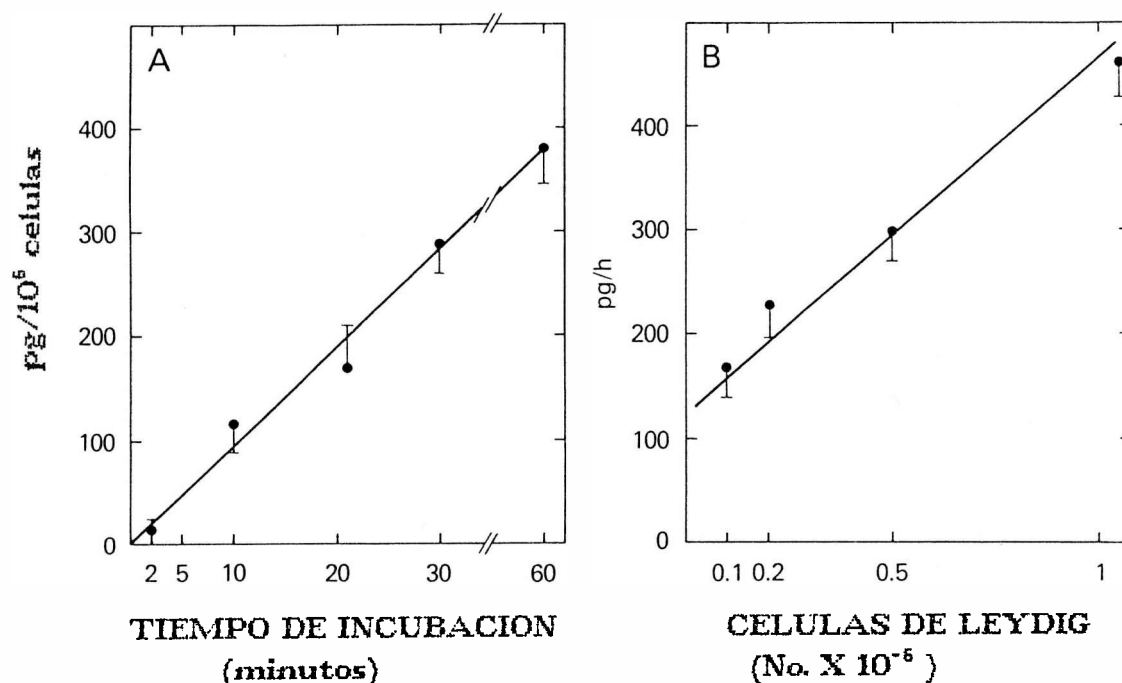 A
pg/10⁶ celulas
400
300
200
100
0
2 5 10 20 30 60
TIEMPO DE INCUBACION
(minutos)
B
pg/h
400
300
200
100
0
0.1 0.2 0.5 1
CELULAS DE LEYDIG
(No. X 10⁻⁶)